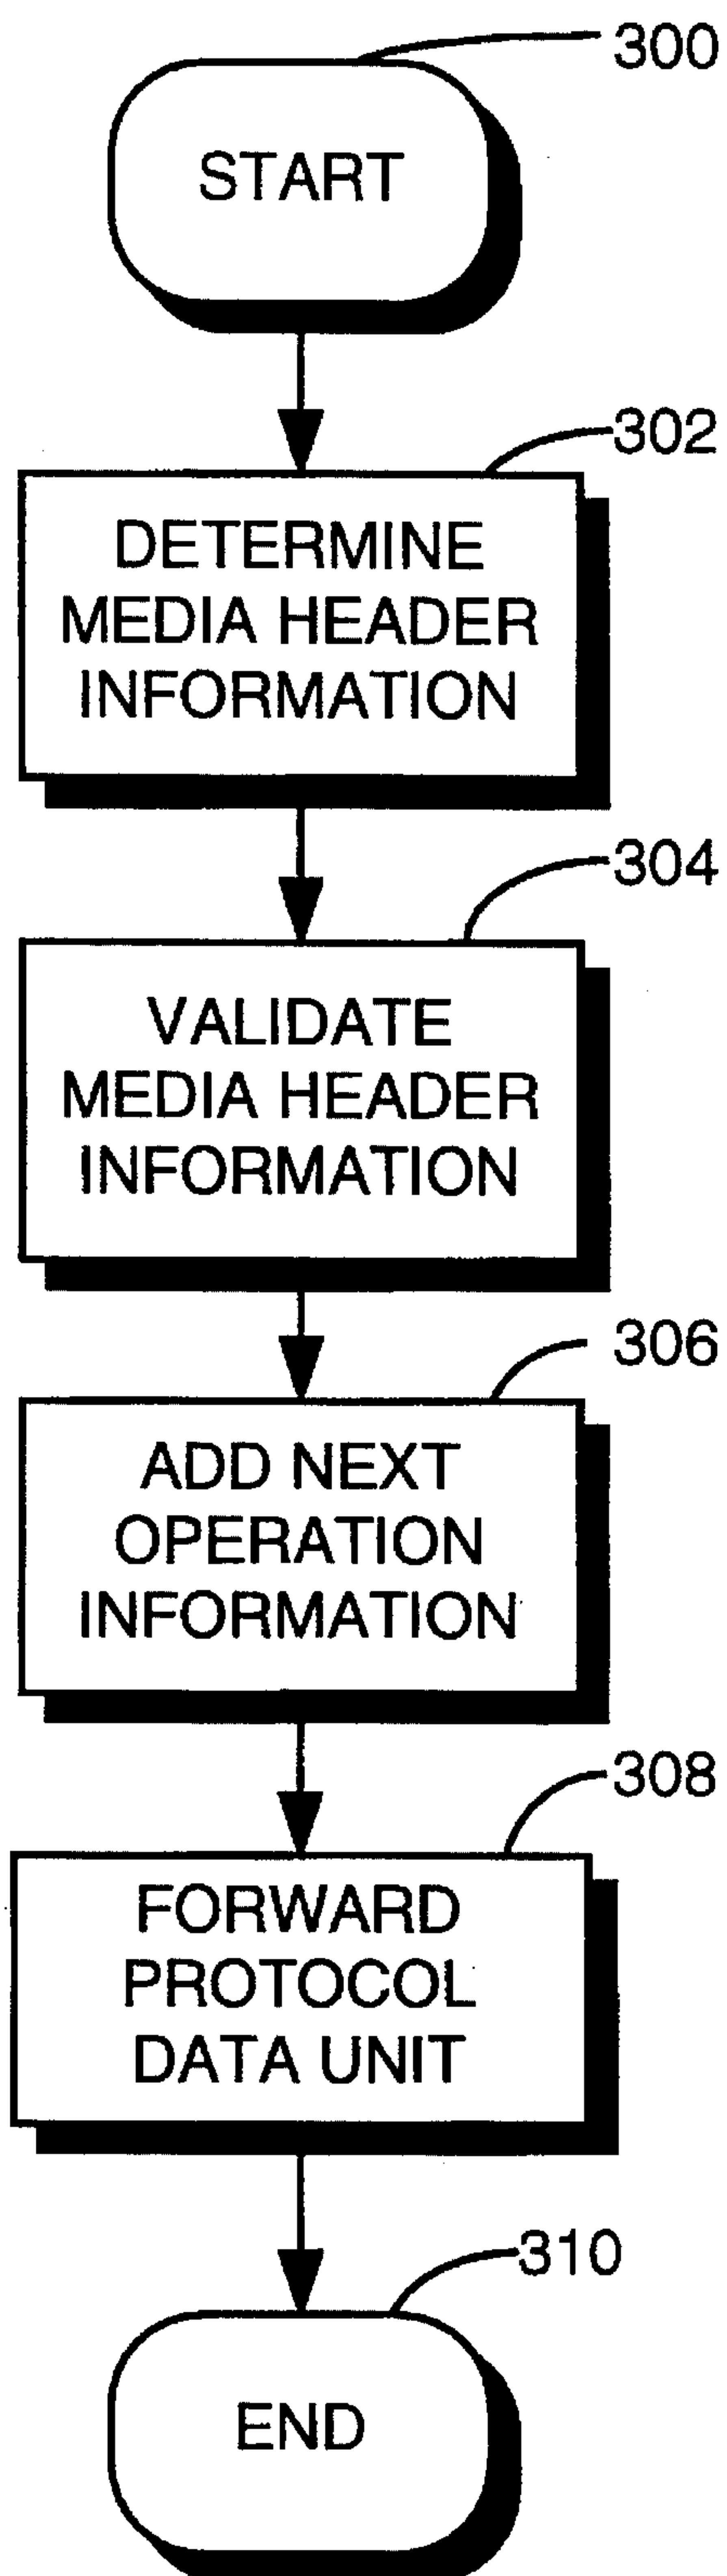 300
START
302
DETERMINE
MEDIA HEADER
INFORMATION
304
VALIDATE
MEDIA HEADER
INFORMATION
306
ADD NEXT
OPERATION
INFORMATION
308
FORWARD
PROTOCOL
DATA UNIT
310
END